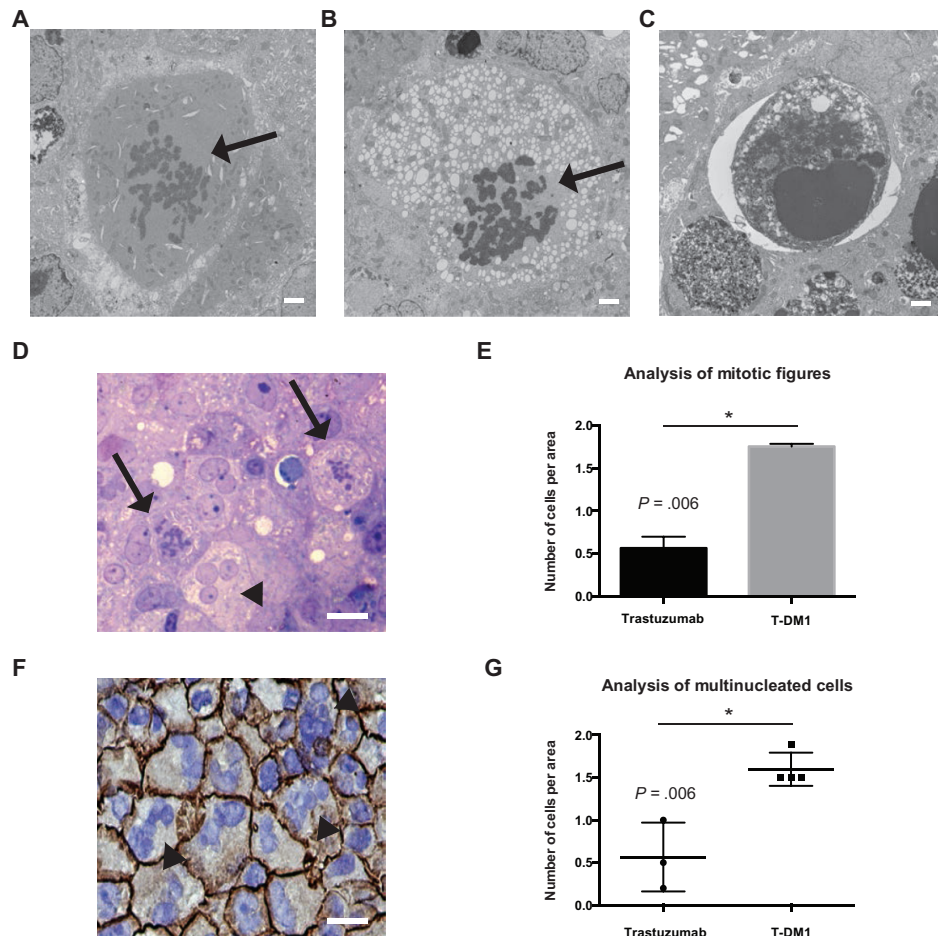 A
B
C
D
E
Analysis of mitotic figures
*
2.0
1.5
1.0
0.5
0.0
Number of cells per area
P = .006
Trastuzumab
T-DM1
F
G
Analysis of multinucleated cells
*
2.0
1.5
1.0
0.5
0.0
Number of cells per area
P = .006
Trastuzumab
T-DM1